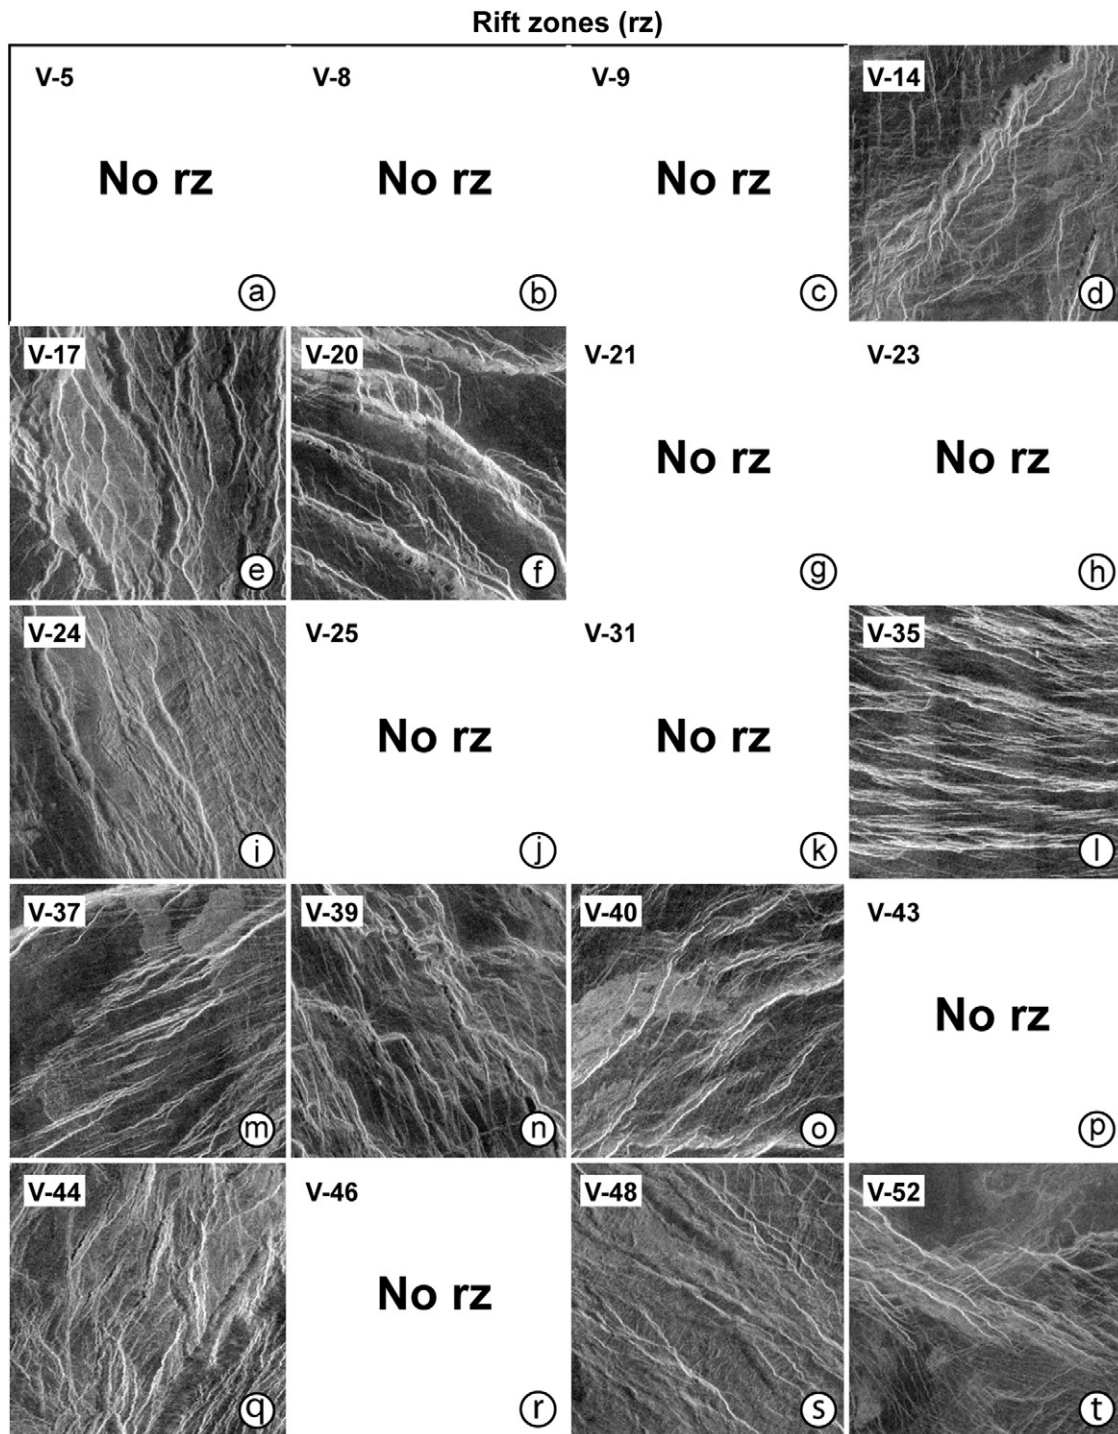 Rift zones (rz)
V-5
V-8
V-9
V-14
No rz
No rz
No rz
a
b
c
d
V-17
V-20
V-21
V-23
No rz
No rz
e
f
g
h
V-24
V-25
V-31
V-35
No rz
No rz
i
j
k
l
V-37
V-39
V-40
V-43
No rz
m
n
o
p
V-44
V-46
V-48
V-52
No rz
q
r
s
t